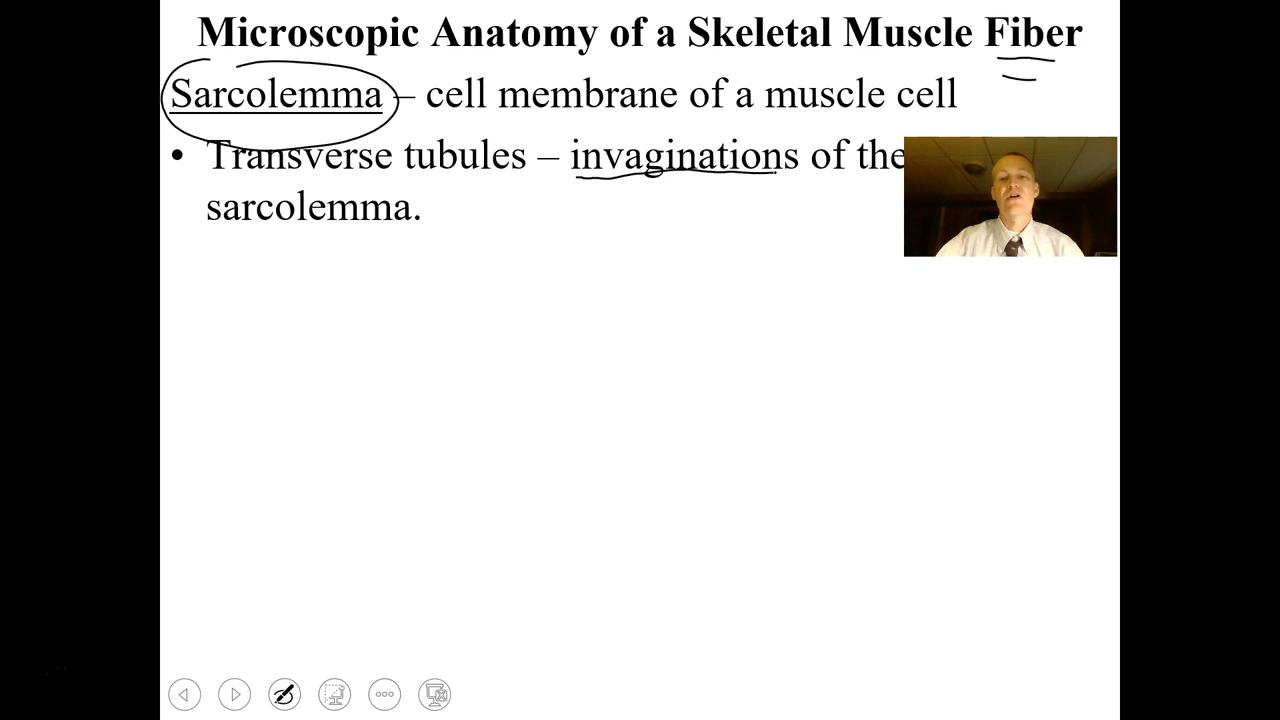 Microscopic Anatomy of a Skeletal Muscle Fiber
Sarcolemma – cell membrane of a muscle cell
• Transverse tubules – invaginations of the
sarcolemma.